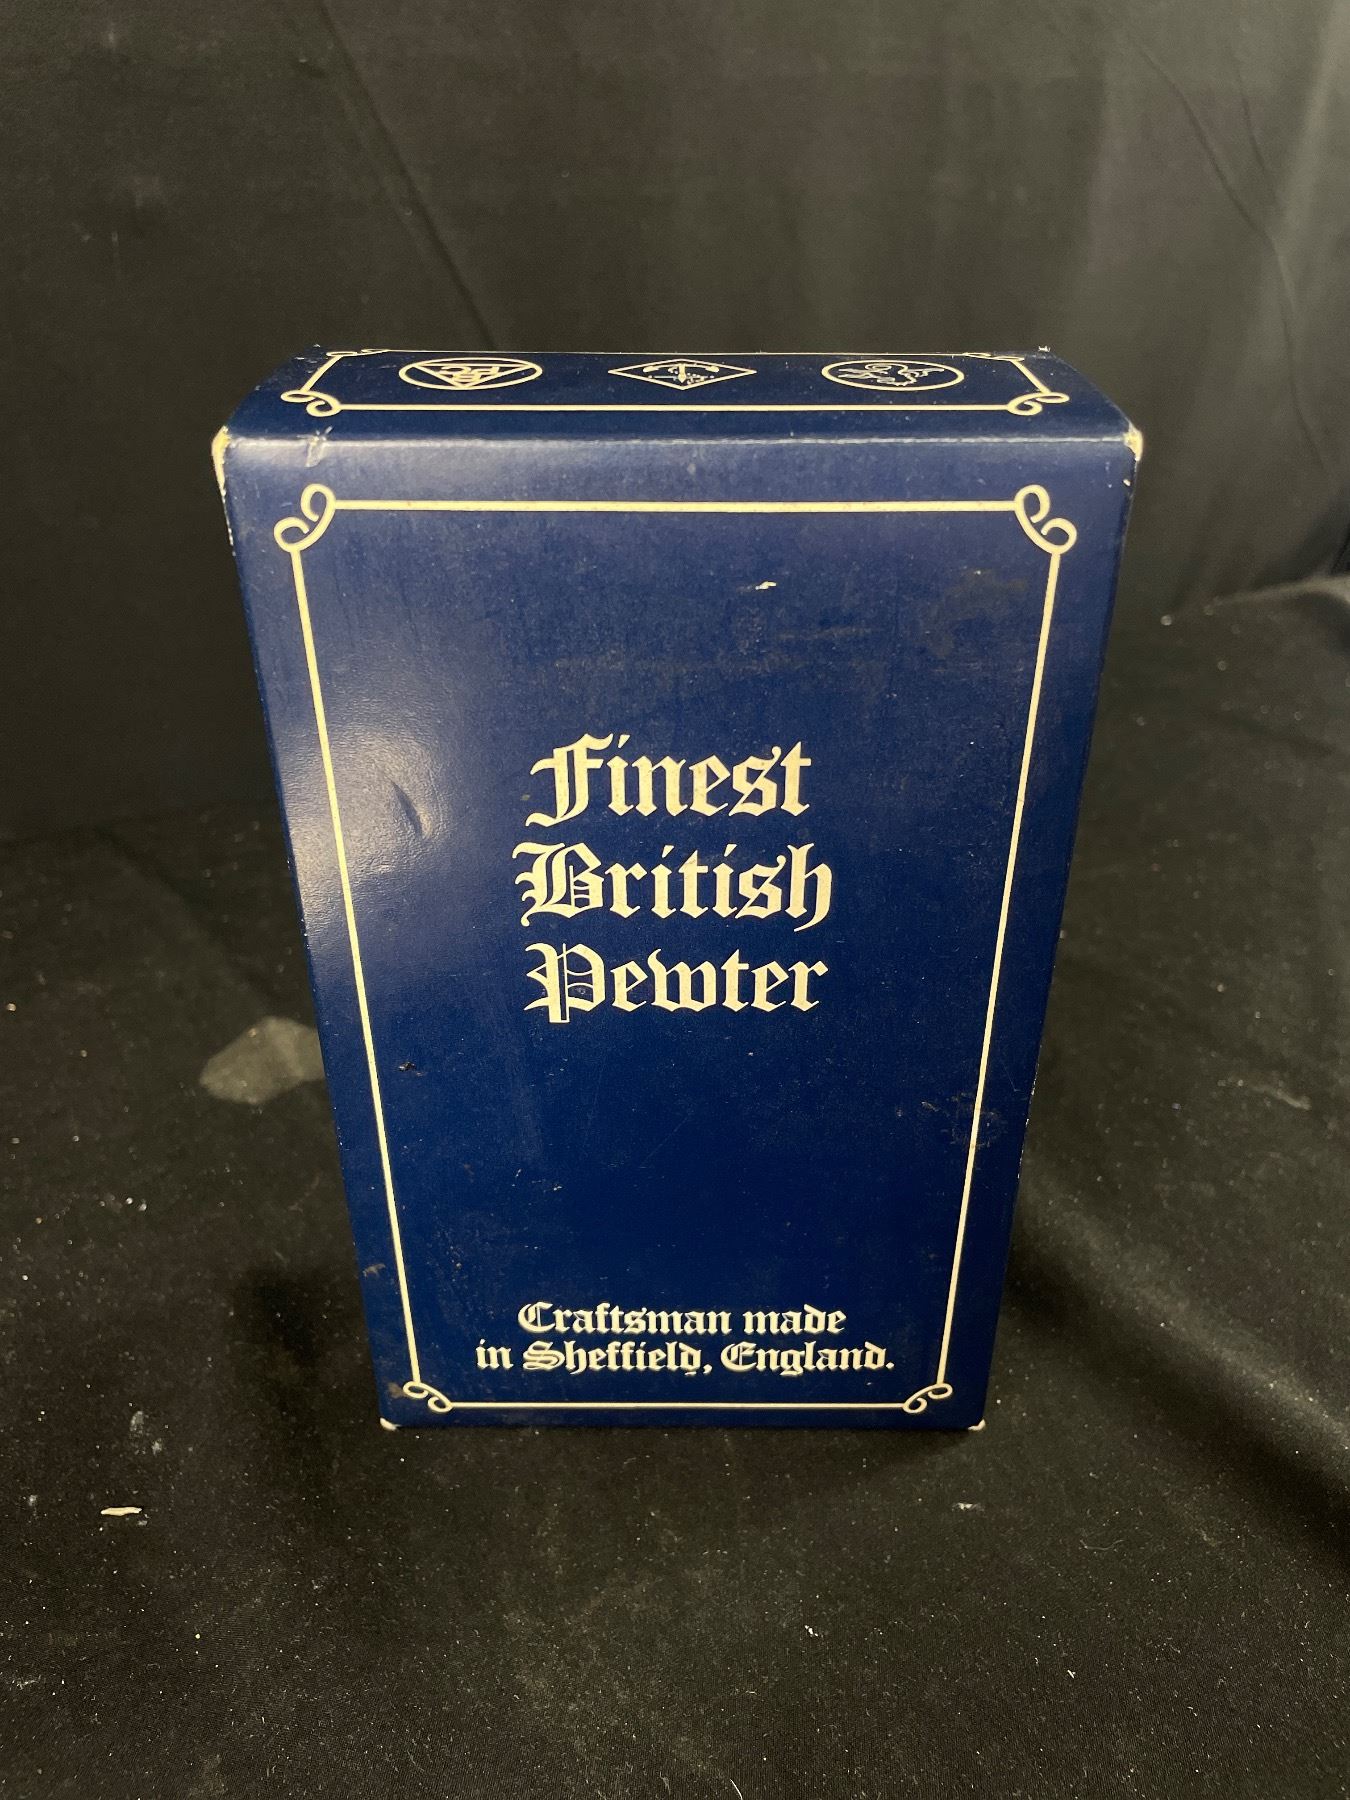 Finest
British
Pewter
Craftsman made
in Sheffield, England.